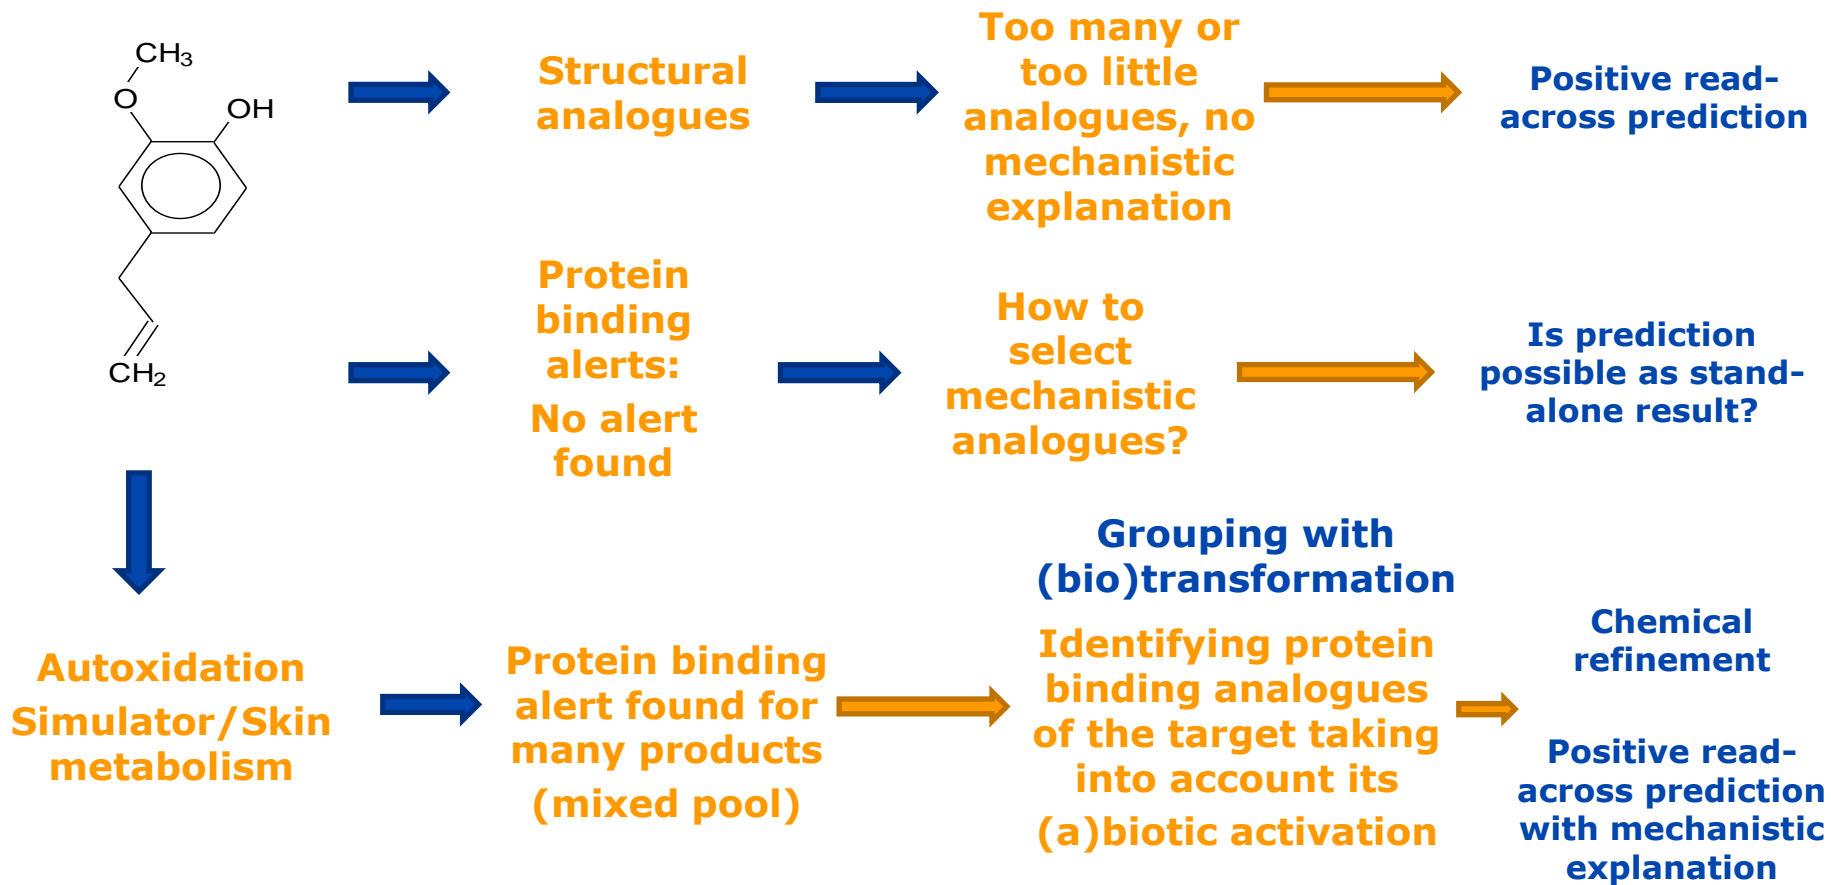 CH3
O
OH
CH2
Structural
analogues
Too many or
too little
analogues, no
mechanistic
explanation
Positive read-
across prediction
Protein
binding
alerts:
No alert
found
How to
select
mechanistic
analogues?
Is prediction
possible as stand-
alone result?
Autoxidation
Simulator/Skin
metabolism
Protein binding
alert found for
many products
(mixed pool)
Grouping with
(bio)transformation
Identifying protein
binding analogues
of the target taking
into account its
(a)biotic activation
Chemical
refinement
Positive read-
across prediction
with mechanistic
explanation